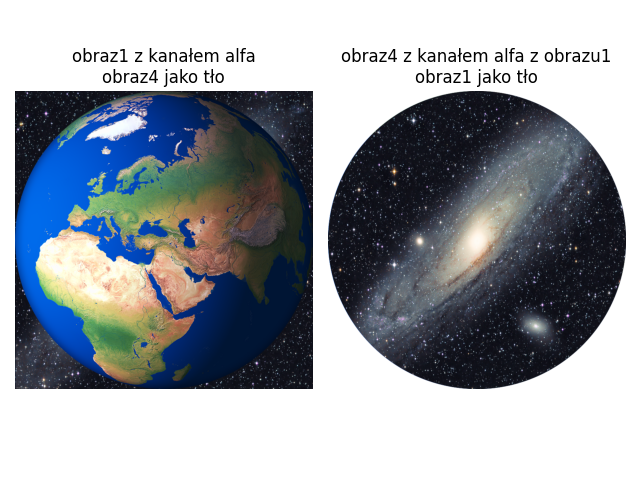 obraz1 z kanałem alfa
obraz4 jako tło
obraz4 z kanałem alfa z obrazu1
obraz1 jako tło